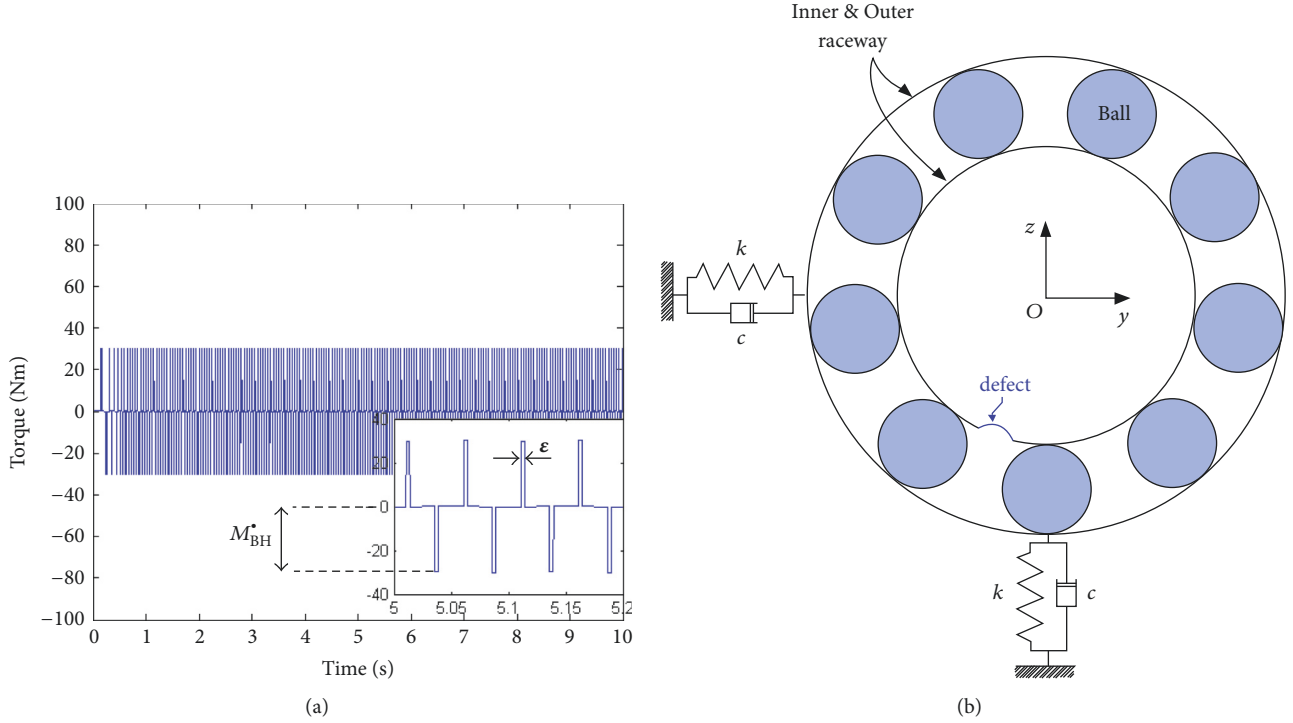 100
80
60
40
20
0
−20
−40
−60
−80
−100
Torque (Nm)
0 1 2 3 4 5 6 7 8 9 10
Time (s)
40
20
0
-20
-40
5 5.05 5.1 5.15 5.2
ε
M•BH
(a)
Inner & Outer
raceway
Ball
z
O
y
k
c
defect
k
c
(b)